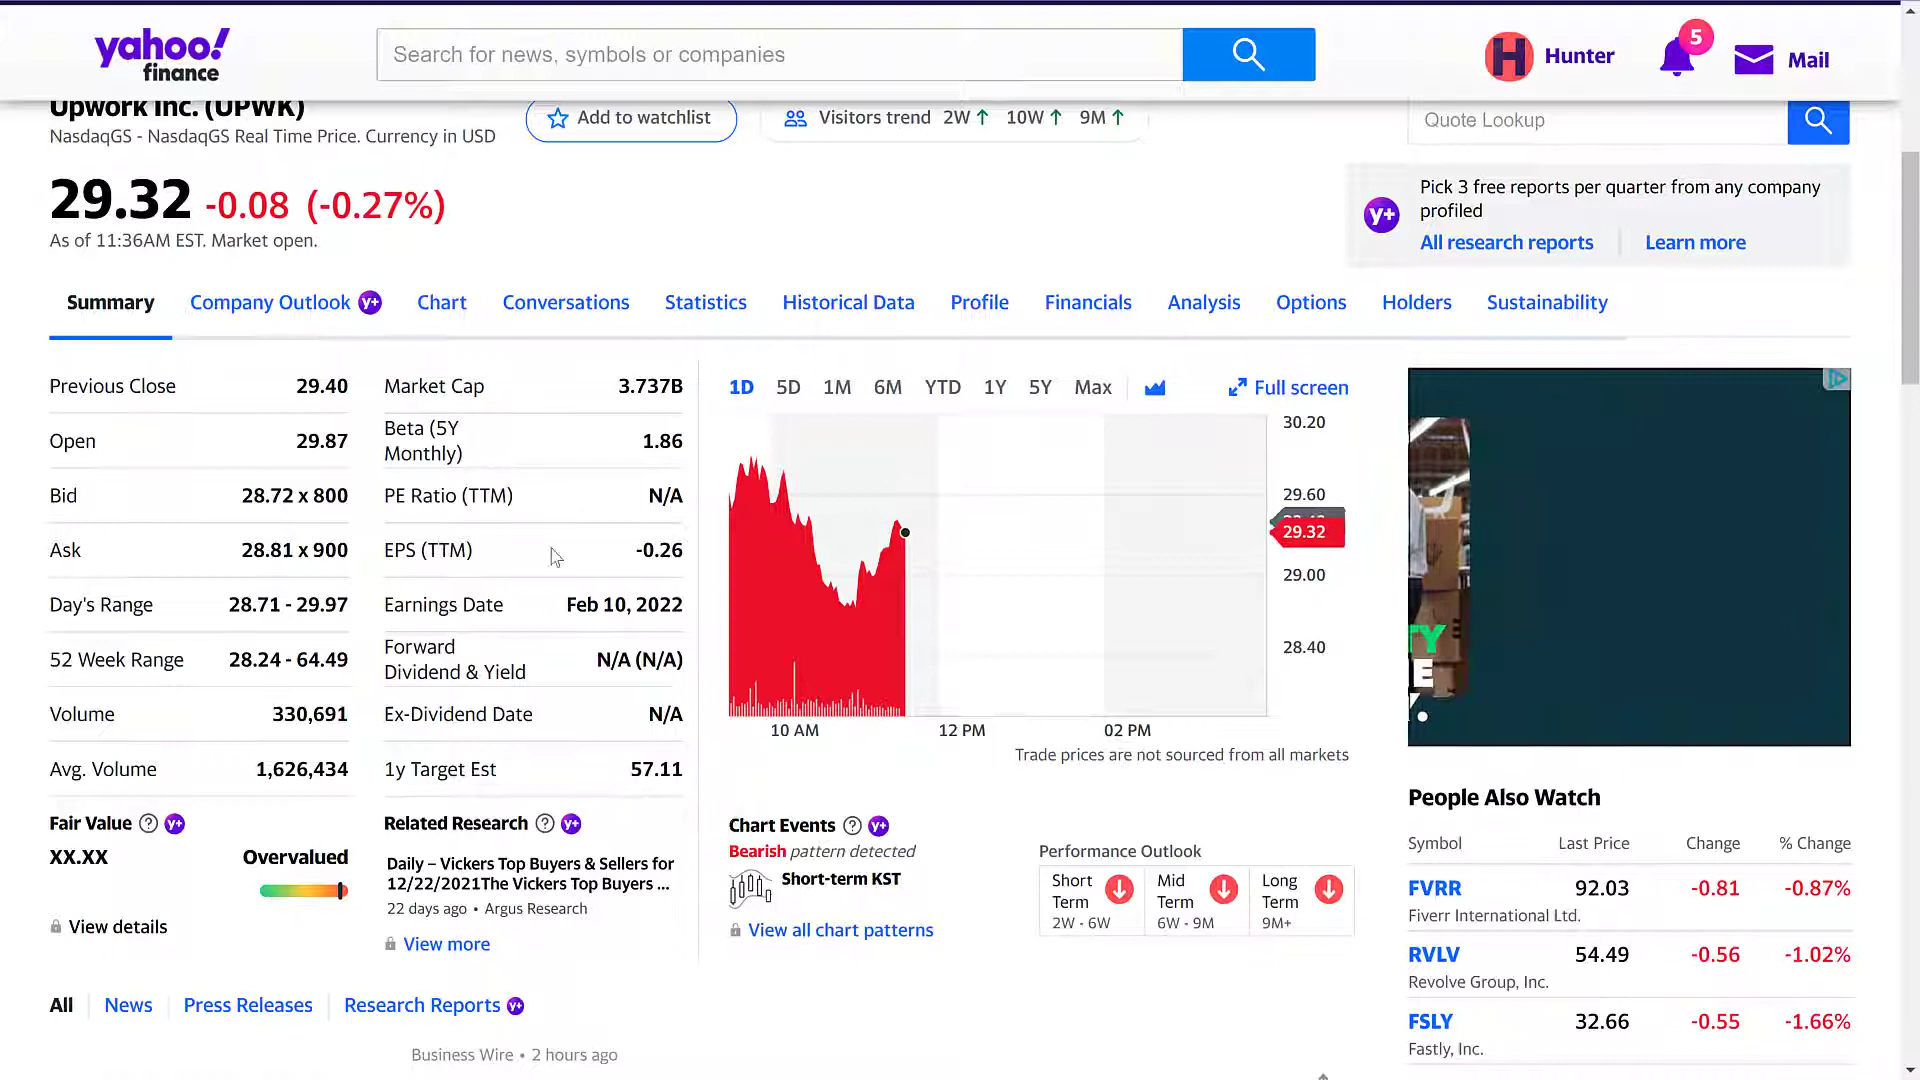 yahoo!
finance
Search for news, symbols or companies
H
Hunter
5
Mail
Upwork Inc. (UPWK)
NasdaqGS - NasdaqGS Real Time Price. Currency in USD
Add to watchlist
Visitors trend 2W ↑ 10W ↑ 9M ↑
Quote Lookup
29.32 -0.08 (-0.27%)
As of 11:36AM EST. Market open.
y+
Pick 3 free reports per quarter from any company
profiled
All research reports
Learn more
Summary
Company Outlook y+
Chart
Conversations
Statistics
Historical Data
Profile
Financials
Analysis
Options
Holders
Sustainability
Previous Close 29.40
Open 29.87
Bid 28.72 x 800
Ask 28.81 x 900
Day's Range 28.71 - 29.97
52 Week Range 28.24 - 64.49
Volume 330,691
Avg. Volume 1,626,434
Market Cap 3.737B
Beta (5Y
Monthly) 1.86
PE Ratio (TTM) N/A
EPS (TTM) -0.26
Earnings Date Feb 10, 2022
Forward
Dividend & Yield N/A (N/A)
Ex-Dividend Date N/A
1y Target Est 57.11
1D 5D 1M 6M YTD 1Y 5Y Max
Full screen
30.20
29.60
29.32
29.00
28.40
10 AM 12 PM 02 PM
Trade prices are not sourced from all markets
TY
E
Fair Value ? y+
XX.XX Overvalued
View details
Related Research ? y+
Daily – Vickers Top Buyers & Sellers for
12/22/2021The Vickers Top Buyers ...
22 days ago • Argus Research
View more
Chart Events ? y+
Bearish pattern detected
Short-term KST
View all chart patterns
Performance Outlook
Short
Term
2W - 6W
Mid
Term
6W - 9M
Long
Term
9M+
People Also Watch
Symbol Last Price Change % Change
FVRR 92.03 -0.81 -0.87%
Fiverr International Ltd.
RVLV 54.49 -0.56 -1.02%
Revolve Group, Inc.
FSLY 32.66 -0.55 -1.66%
Fastly, Inc.
All
News
Press Releases
Research Reports y+
Business Wire • 2 hours ago